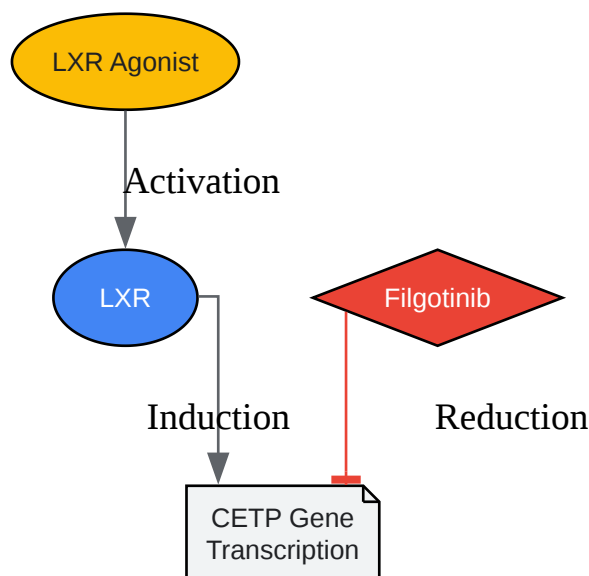 LXR Agonist
Activation
LXR
Filgotinib
Induction
Reduction
CETP Gene
Transcription